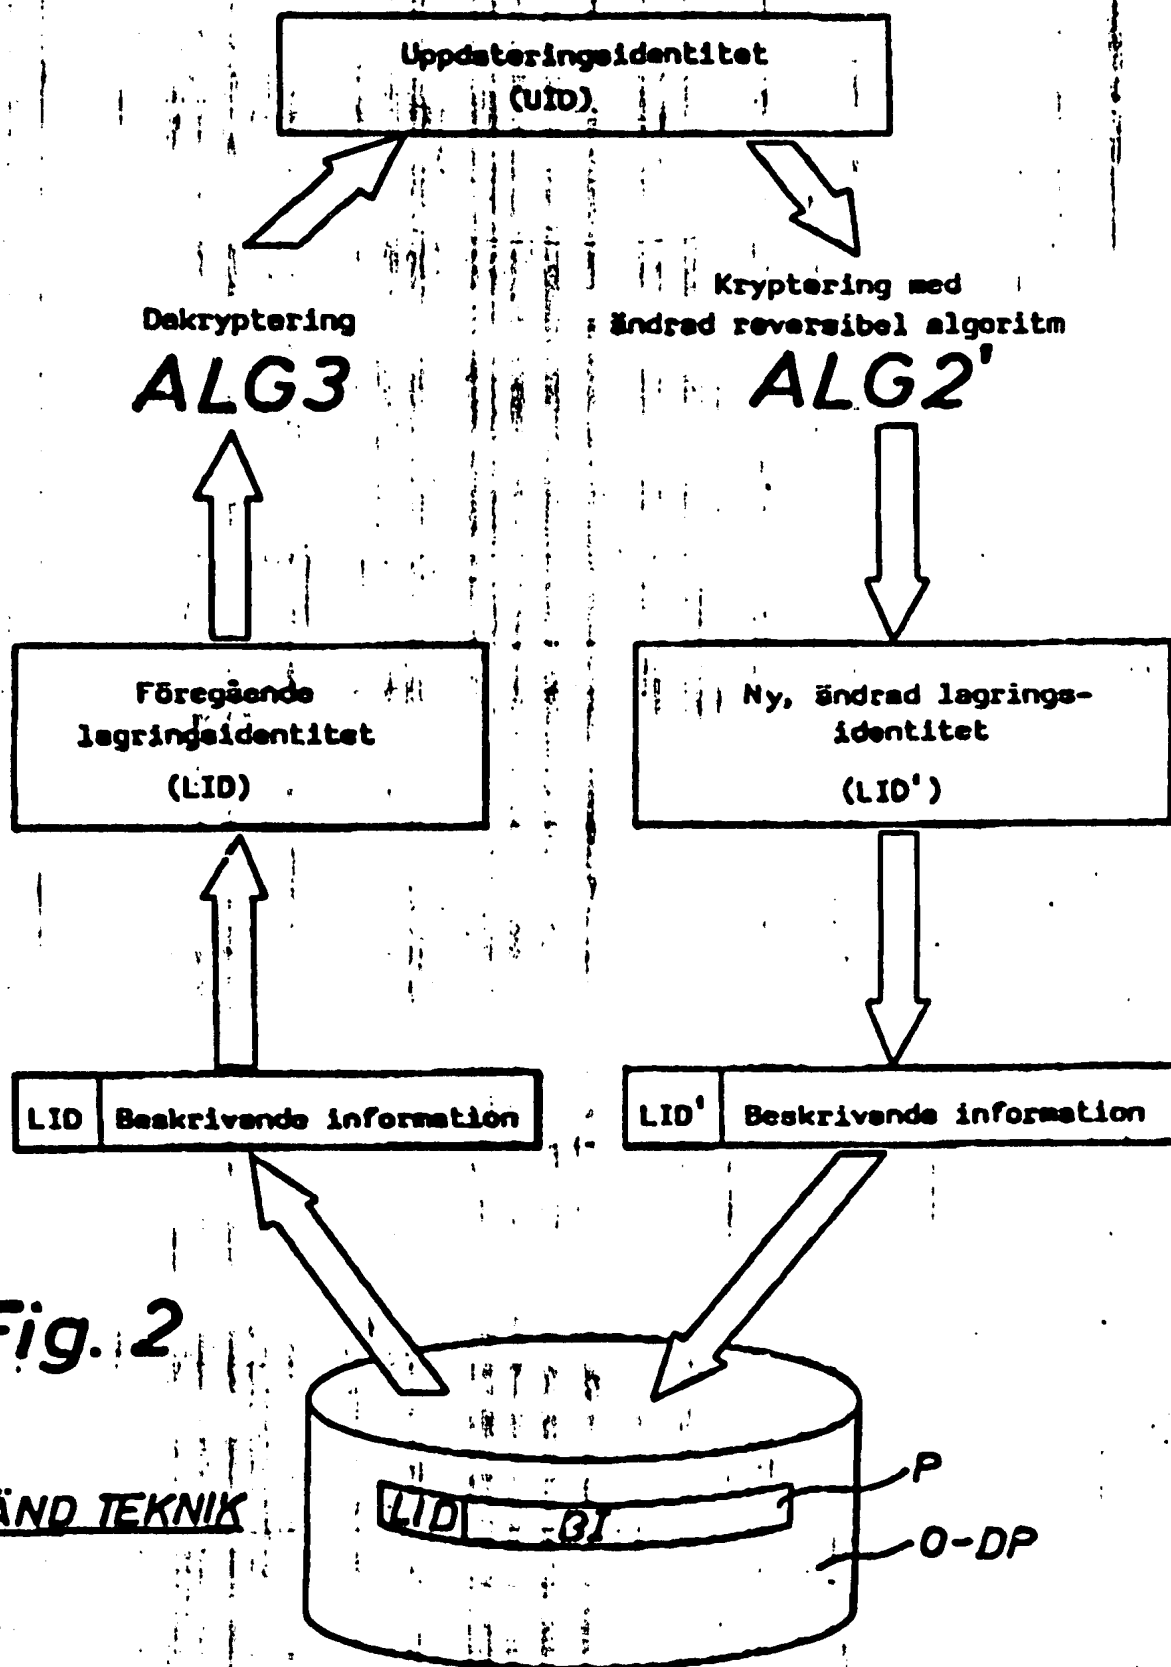 Uppdateringsidentitet
(UID)
Dekryptering
ALG3
Kryptering med
ändrad reversibel algoritm
ALG2'
Föregående
lagringsidentitet
(LID)
Ny, ändrad lagrings-
identitet
(LID')
LID Beskrivande information
LID' Beskrivande information
Fig. 2
ÄND TEKNIK
LID BI
P
O-DP